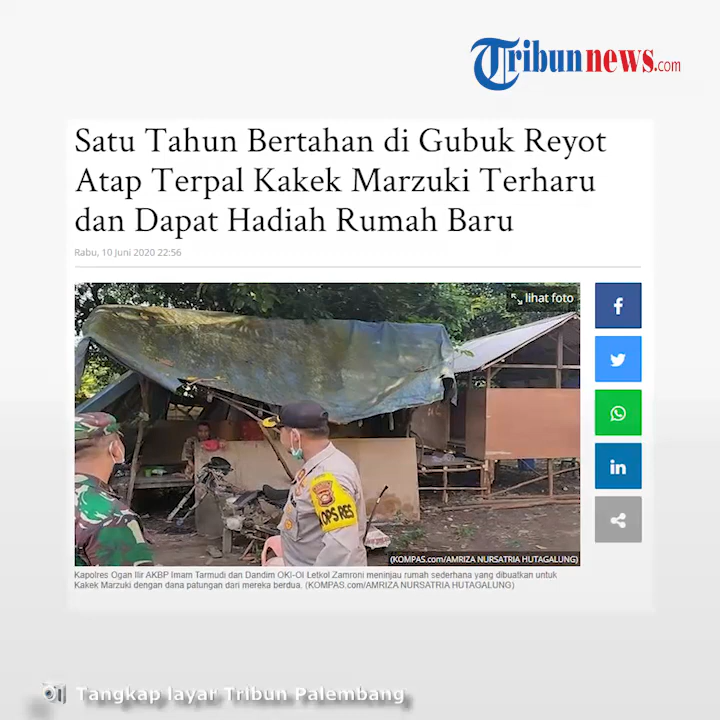 Tribunnews.com
Satu Tahun Bertahan di Gubuk Reyot
Atap Terpal Kakek Marzuki Terharu
dan Dapat Hadiah Rumah Baru
Rabu, 10 Juni 2020 22:56
lihat foto
OPS RES
(KOMPAS.com/AMRIZA NURSATRIA HUTAGALUNG)
Kapolres Ogan Ilir AKBP Imam Tarmudi dan Dandim OKI-OI Letkol Zamroni meninjau rumah sederhana yang dibuatkan untuk
Kakek Marzuki dengan dana patungan dari mereka berdua. (KOMPAS.com/AMRIZA NURSATRIA HUTAGALUNG)
Tangkap layar Tribun Palembang